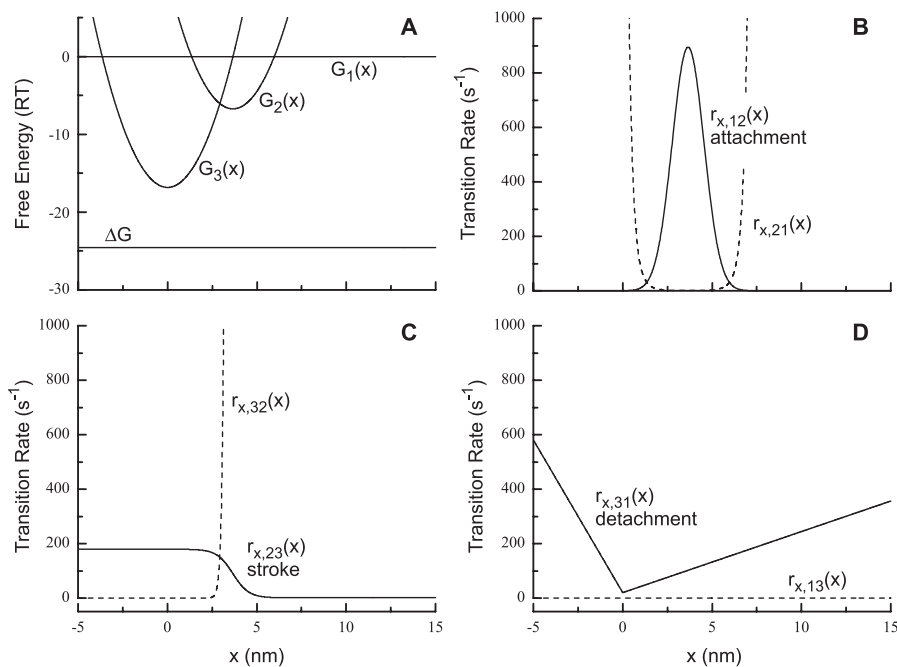 A
0
-10
-20
-30
Free Energy (RT)
G1(x)
G2(x)
G3(x)
ΔG
B
1000
800
600
400
200
0
Transition Rate (s-1)
rx,12(x)
attachment
rx,21(x)
C
1000
800
600
400
200
0
Transition Rate (s-1)
rx,32(x)
rx,23(x)
stroke
-5
0
5
10
15
x (nm)
D
1000
800
600
400
200
0
Transition Rate (s-1)
rx,31(x)
detachment
rx,13(x)
-5
0
5
10
15
x (nm)